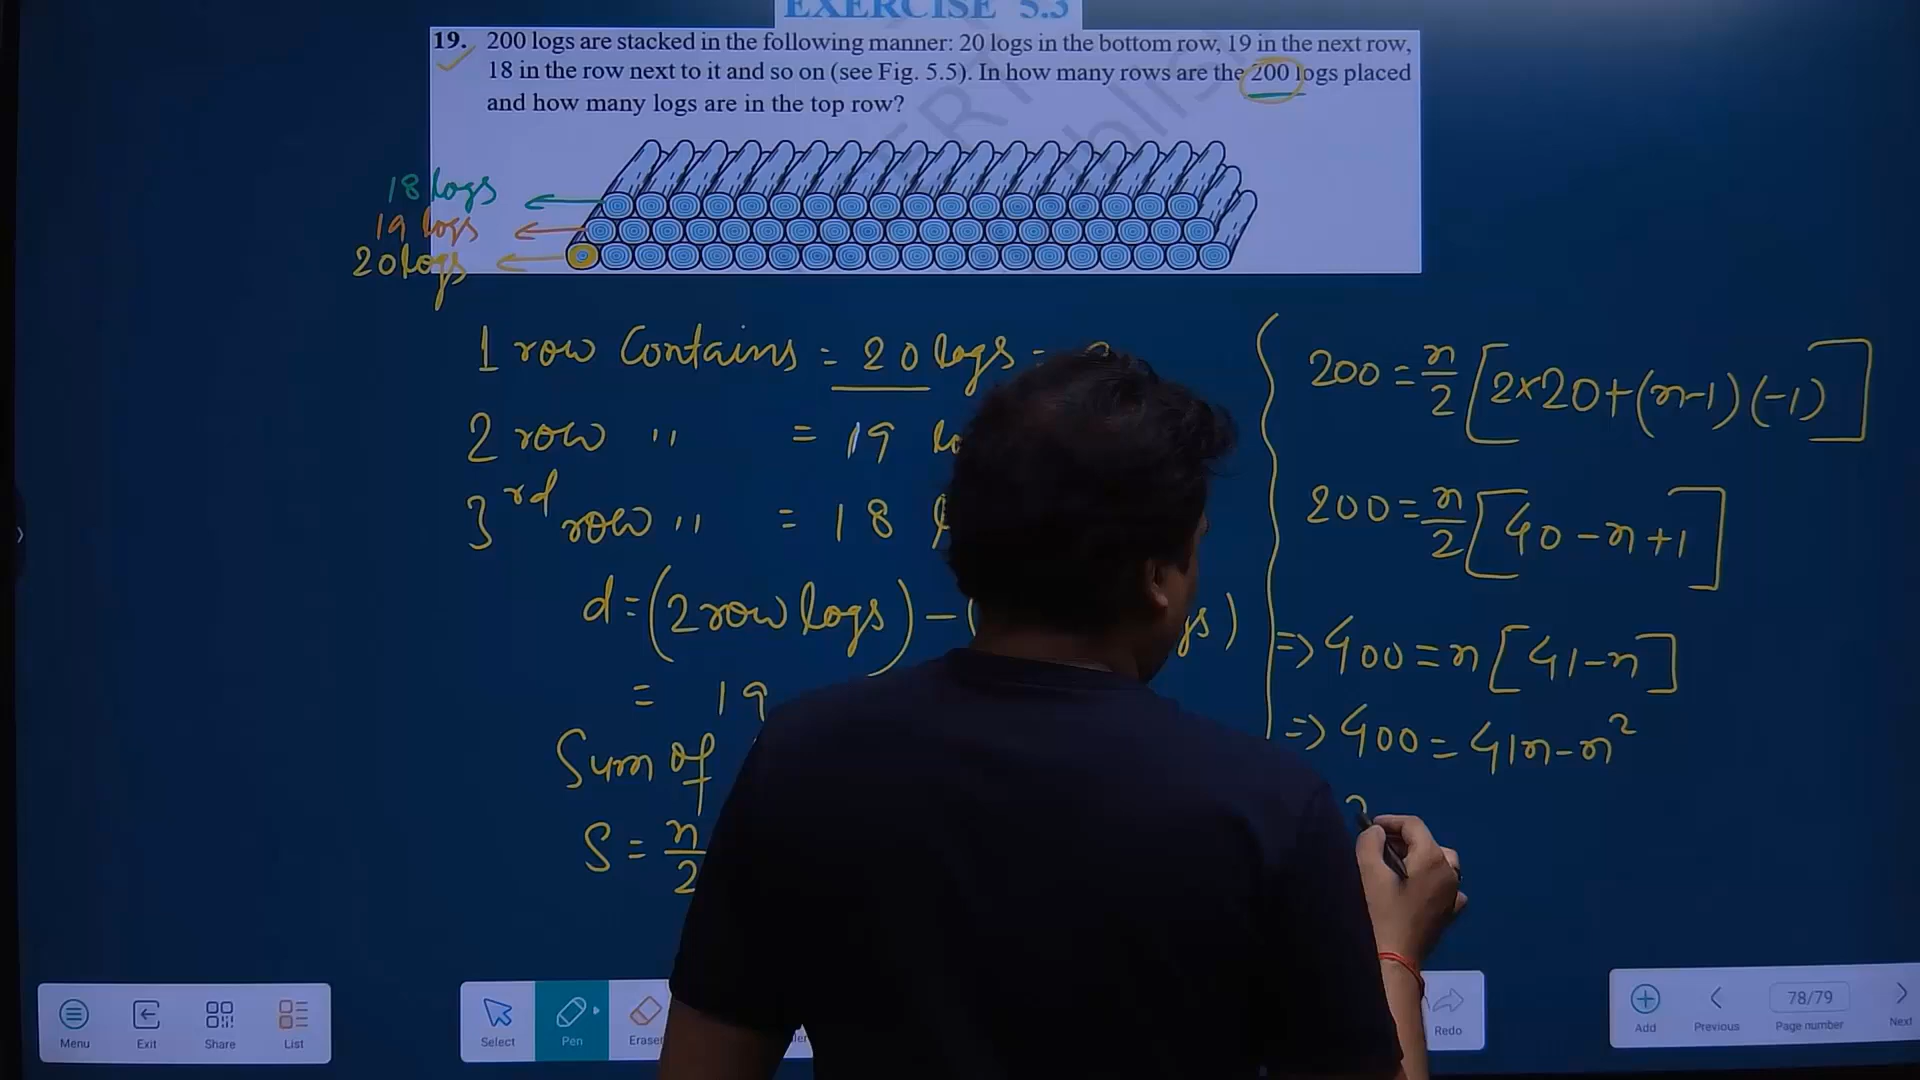 EXERCISE 5.3
19. 200 logs are stacked in the following manner: 20 logs in the bottom row, 19 in the next row,
18 in the row next to it and so on (see Fig. 5.5). In how many rows are the 200 logs placed
and how many logs are in the top row?
18 logs
19 logs
20 logs
1 row Contains = 20 logs =
2 row " = 19
3rd row " = 18
d = (2 row logs) - (
= 19
Sum of
S = n/2
200 = n/2 [2×20+(n-1)(-1)]
200 = n/2 [40-n+1]
=> 400 = n [41-n]
=> 400 = 41n-n²
Menu
Exit
Share
List
Select
Pen
Eraser
Redo
Add
Previous
78/79
Page number
Next